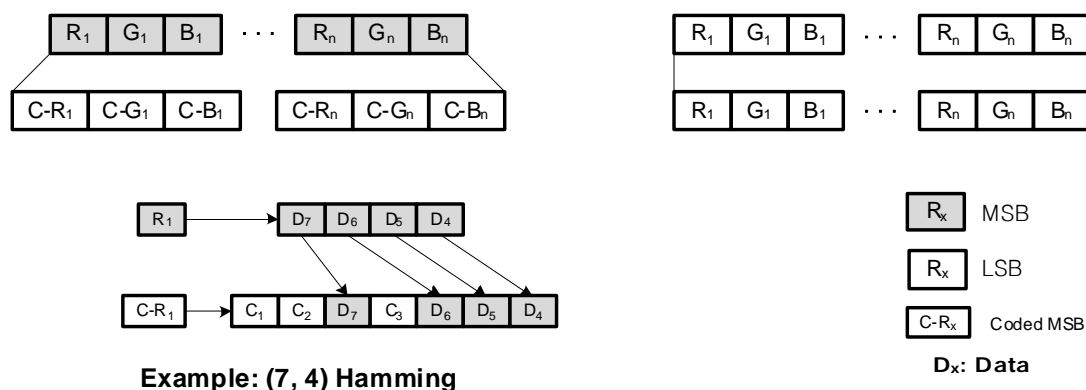 R1 G1 B1 · · · Rn Gn Bn
R1 G1 B1 · · · Rn Gn Bn
C-R1 C-G1 C-B1 C-Rn C-Gn C-Bn
R1 G1 B1 · · · Rn Gn Bn
R1 D7 D6 D5 D4
Rx MSB
Rx LSB
C-R1 C1 C2 D7 C3 D6 D5 D4
C-Rx Coded MSB
Example: (7, 4) Hamming
Dx: Data